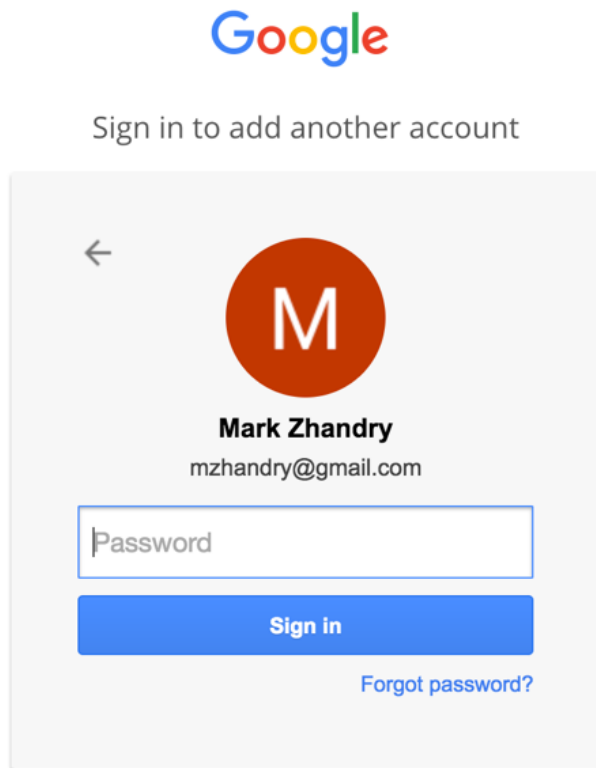 Google
Sign in to add another account
M
Mark Zhandry
mzhandry@gmail.com
Password
Sign in
Forgot password?